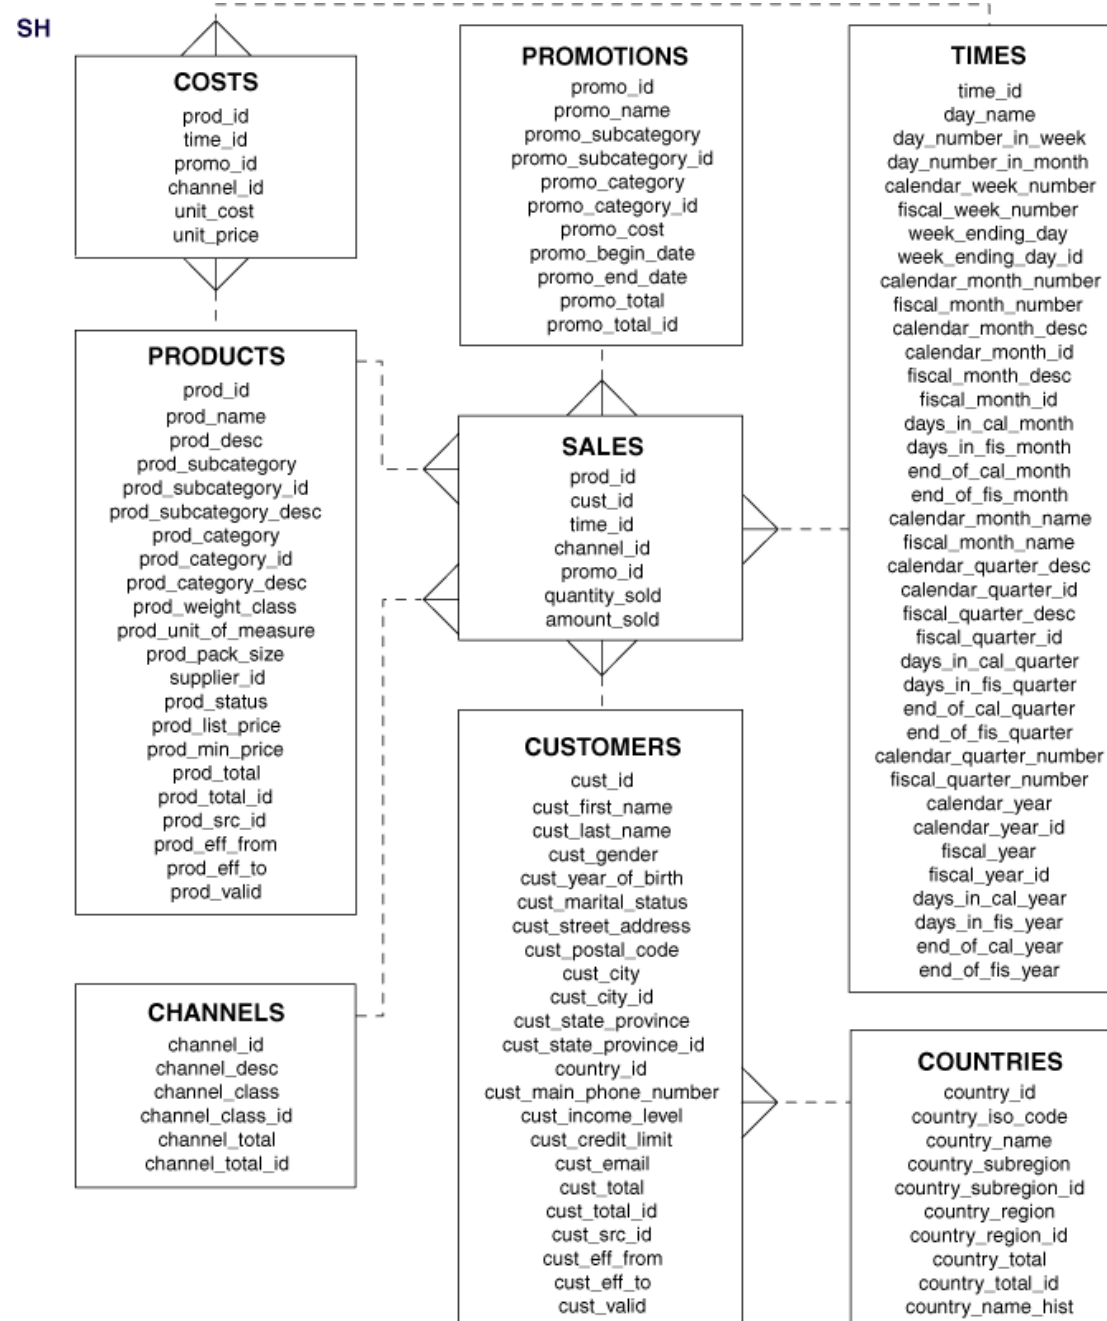 SH
COSTS
prod_id
time_id
promo_id
channel_id
unit_cost
unit_price
PROMOTIONS
promo_id
promo_name
promo_subcategory
promo_subcategory_id
promo_category
promo_category_id
promo_cost
promo_begin_date
promo_end_date
promo_total
promo_total_id
TIMES
time_id
day_name
day_number_in_week
day_number_in_month
calendar_week_number
fiscal_week_number
week_ending_day
week_ending_day_id
calendar_month_number
fiscal_month_number
calendar_month_desc
calendar_month_id
fiscal_month_desc
fiscal_month_id
days_in_cal_month
days_in_fis_month
end_of_cal_month
end_of_fis_month
calendar_month_name
fiscal_month_name
calendar_quarter_desc
calendar_quarter_id
fiscal_quarter_desc
fiscal_quarter_id
days_in_cal_quarter
days_in_fis_quarter
end_of_cal_quarter
end_of_fis_quarter
calendar_quarter_number
fiscal_quarter_number
calendar_year
calendar_year_id
fiscal_year
fiscal_year_id
days_in_cal_year
days_in_fis_year
end_of_cal_year
end_of_fis_year
PRODUCTS
prod_id
prod_name
prod_desc
prod_subcategory
prod_subcategory_id
prod_subcategory_desc
prod_category
prod_category_id
prod_category_desc
prod_weight_class
prod_unit_of_measure
prod_pack_size
supplier_id
prod_status
prod_list_price
prod_min_price
prod_total
prod_total_id
prod_src_id
prod_eff_from
prod_eff_to
prod_valid
SALES
prod_id
cust_id
time_id
channel_id
promo_id
quantity_sold
amount_sold
CUSTOMERS
cust_id
cust_first_name
cust_last_name
cust_gender
cust_year_of_birth
cust_marital_status
cust_street_address
cust_postal_code
cust_city
cust_city_id
cust_state_province
cust_state_province_id
country_id
cust_main_phone_number
cust_income_level
cust_credit_limit
cust_email
cust_total
cust_total_id
cust_src_id
cust_eff_from
cust_eff_to
cust_valid
CHANNELS
channel_id
channel_desc
channel_class
channel_class_id
channel_total
channel_total_id
COUNTRIES
country_id
country_iso_code
country_name
country_subregion
country_subregion_id
country_region
country_region_id
country_total
country_total_id
country_name_hist